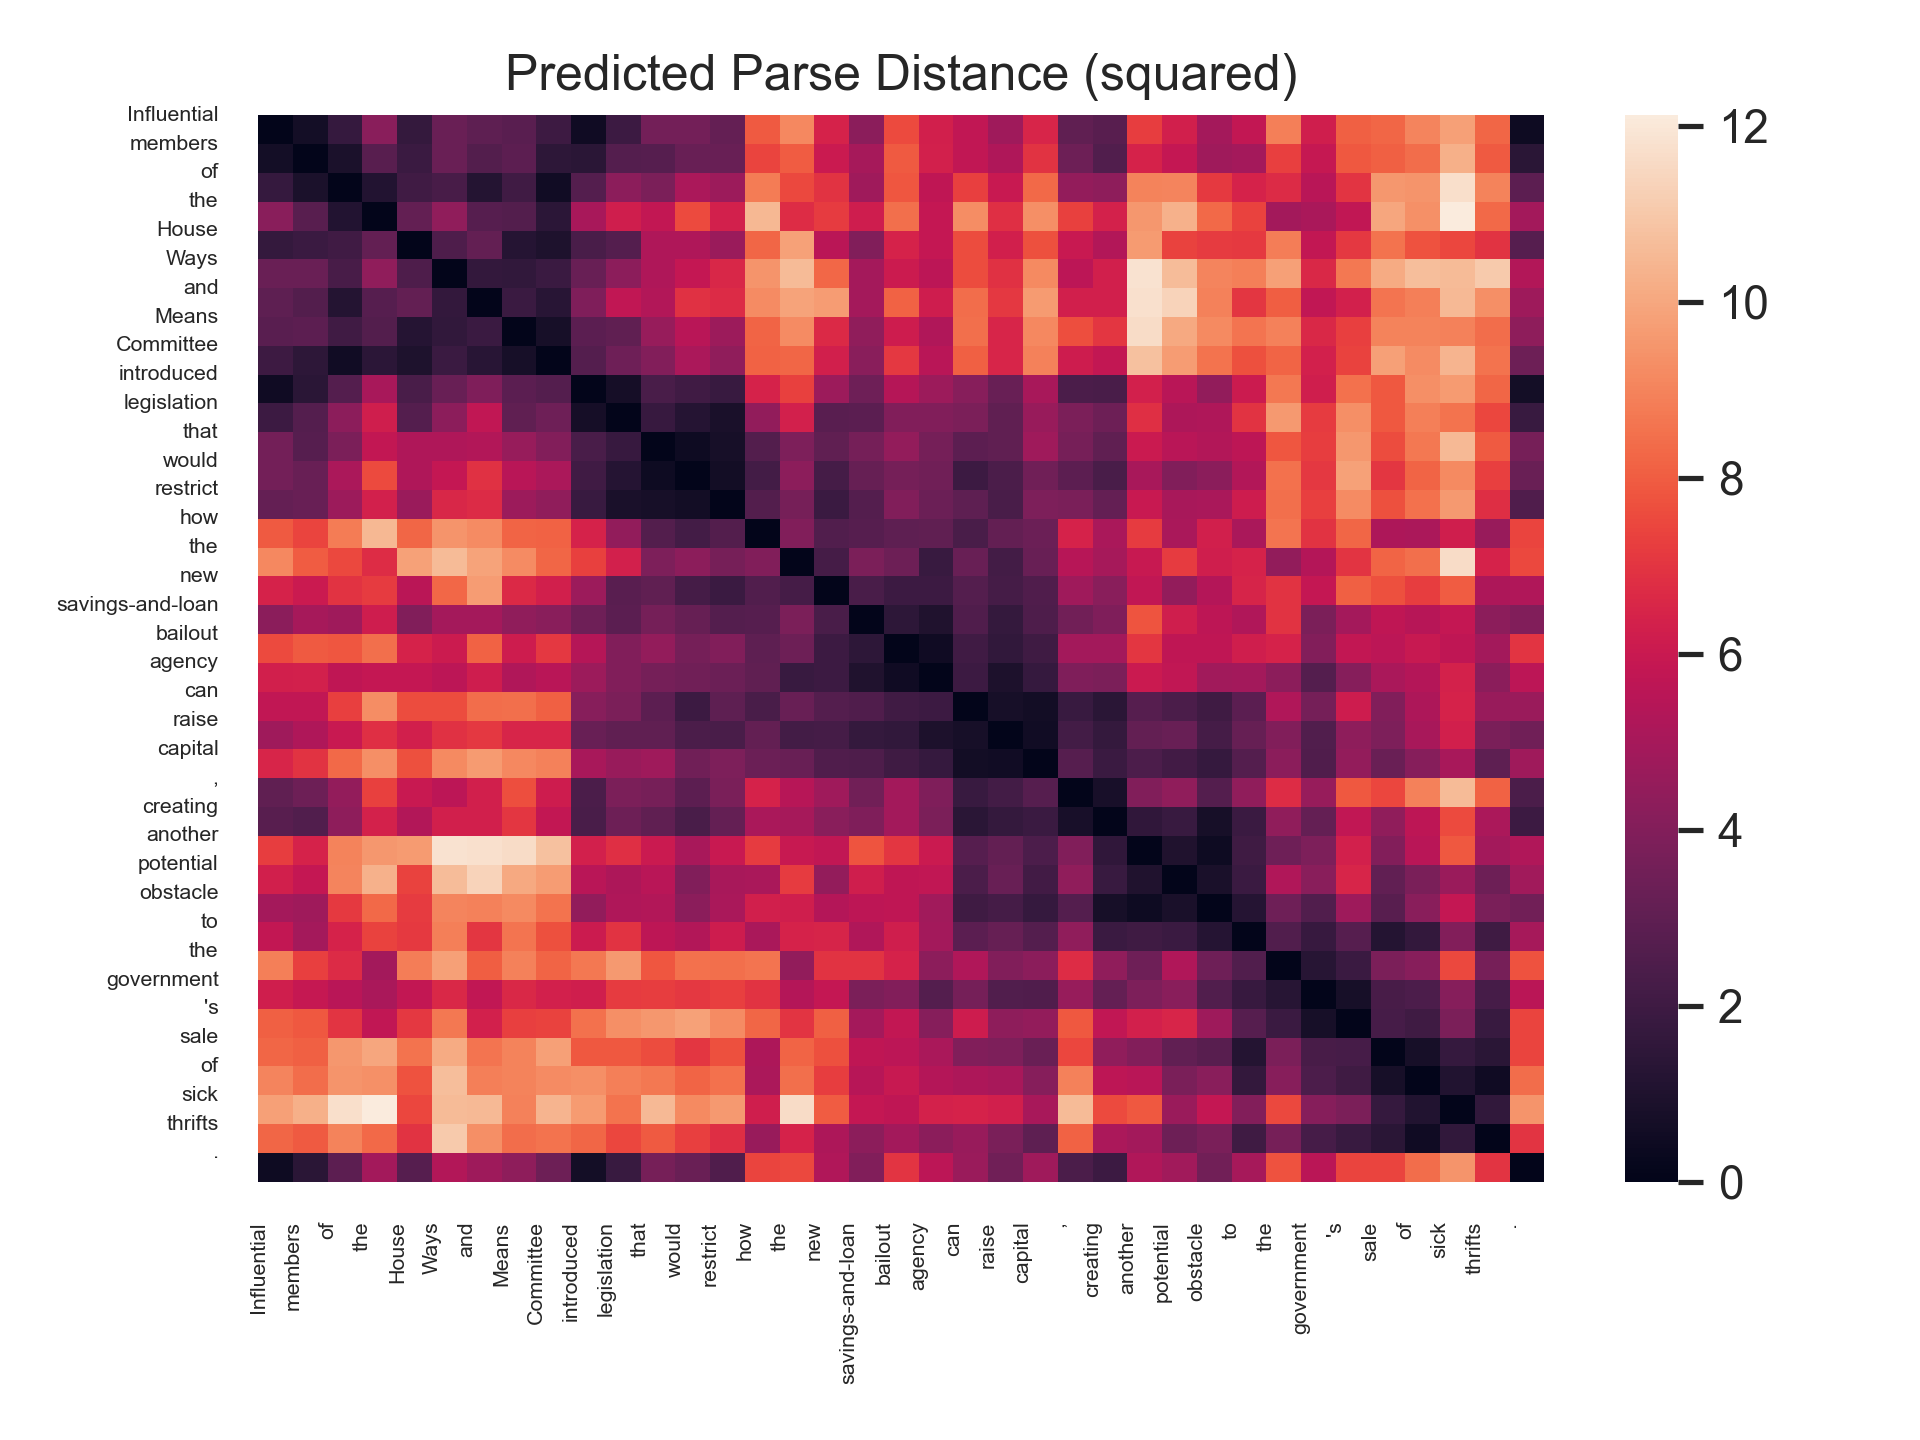 Predicted Parse Distance (squared)
Influential
members
of
the
House
Ways
and
Means
Committee
introduced
legislation
that
would
restrict
how
the
new
savings-and-loan
bailout
agency
can
raise
capital
,
creating
another
potential
obstacle
to
the
government
's
sale
of
sick
thrifts
.
12
10
8
6
4
2
0
Influential
members
of
the
House
Ways
and
Means
Committee
introduced
legislation
that
would
restrict
how
the
new
savings-and-loan
bailout
agency
can
raise
capital
,
creating
another
potential
obstacle
to
the
government
's
sale
of
sick
thrifts
.